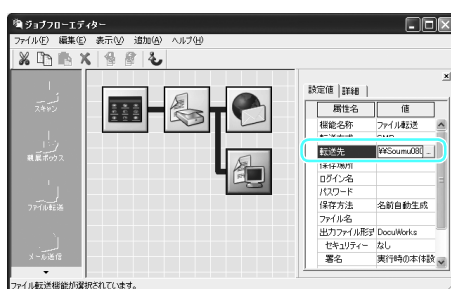 ジョブフローエディター
ファイル(F) 編集(E) 表示(V) 追加(A) ヘルプ(H)
スキャン
親展ボックス
ファイル転送
メール送信
設定値 詳細
属性名 値
機能名称 ファイル転送
転送方式 SMB
転送先 ¥¥Soumu080 ...
保存場所
ログイン名
パスワード
保存方法 名前自動生成
ファイル名
出力ファイル形式 DocuWorks
セキュリティー なし
署名 実行時の本体設
ファイル転送機能が選択されています。